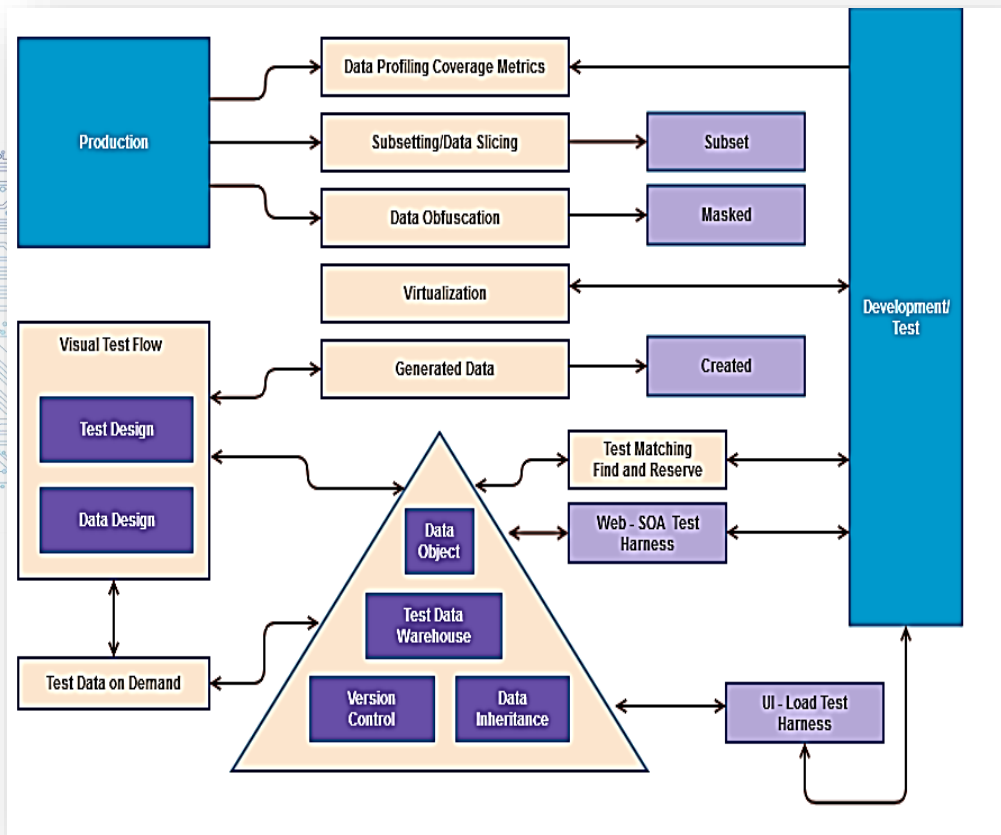 Production
Data Profiling Coverage Metrics
Subsetting/Data Slicing
Subset
Data Obfuscation
Masked
Virtualization
Development/
Test
Visual Test Flow
Test Design
Data Design
Generated Data
Created
Test Matching
Find and Reserve
Web - SOA Test
Harness
Data
Object
Test Data
Warehouse
Version
Control
Data
Inheritance
Test Data on Demand
UI - Load Test
Harness